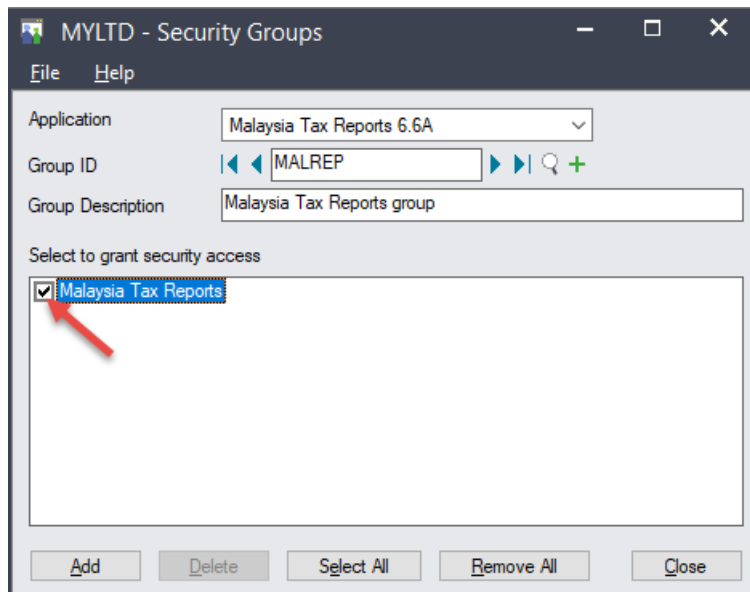 MYLTD - Security Groups
File Help
Application Malaysia Tax Reports 6.6A
Group ID MALREP
Group Description Malaysia Tax Reports group
Select to grant security access
Malaysia Tax Reports
Add Delete Select All Remove All Close